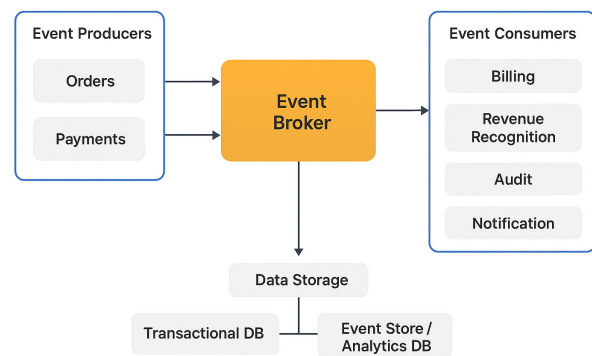 Event Producers
Orders
Payments
Event
Broker
Event Consumers
Billing
Revenue
Recognition
Audit
Notification
Data Storage
Transactional DB
Event Store /
Analytics DB